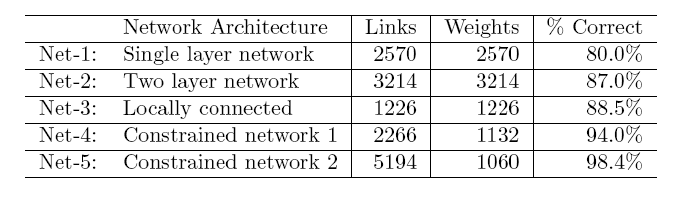 Network Architecture Links Weights % Correct
Net-1: Single layer network 2570 2570 80.0%
Net-2: Two layer network 3214 3214 87.0%
Net-3: Locally connected 1226 1226 88.5%
Net-4: Constrained network 1 2266 1132 94.0%
Net-5: Constrained network 2 5194 1060 98.4%